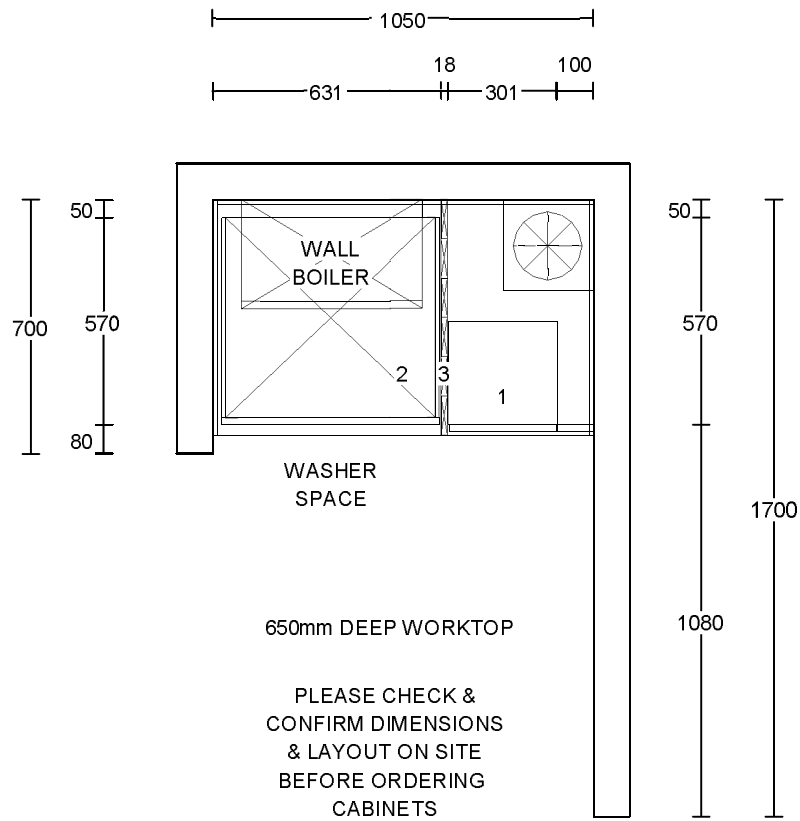 1050
18
100
631
301
50
50
WALL
BOILER
700
570
570
2
3
1
80
WASHER
SPACE
1700
1080
650mm DEEP WORKTOP
PLEASE CHECK &
CONFIRM DIMENSIONS
& LAYOUT ON SITE
BEFORE ORDERING
CABINETS